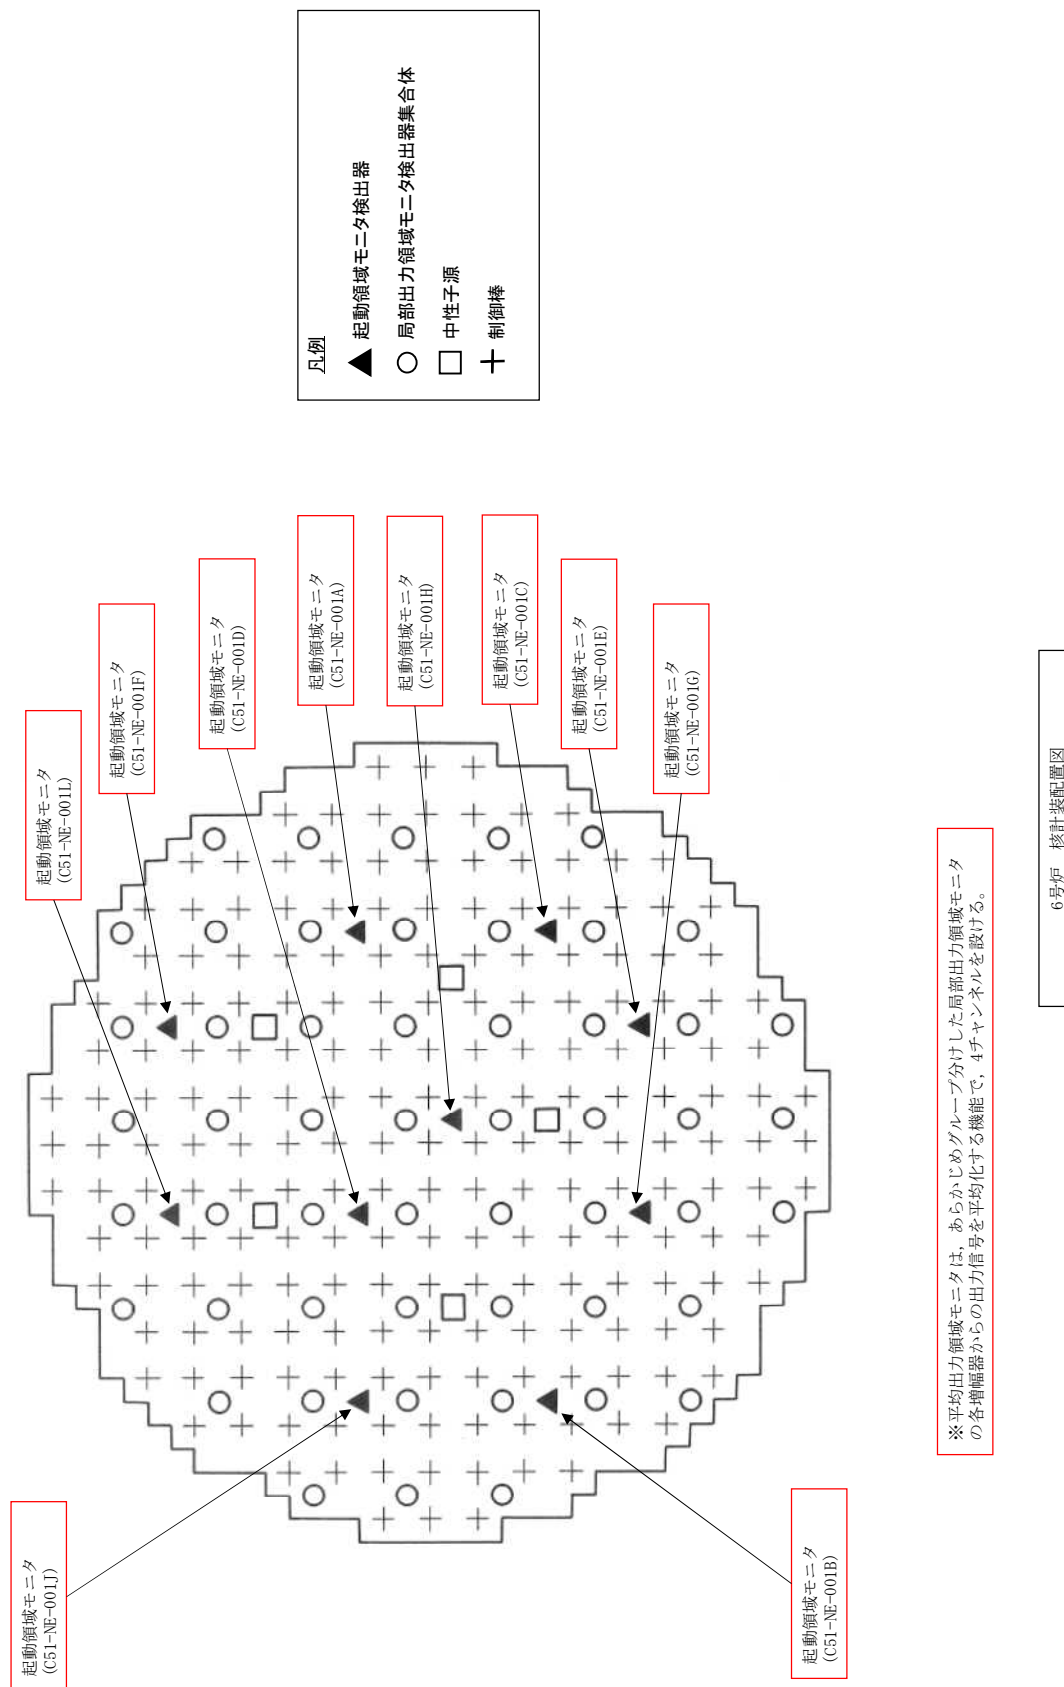 起動領域モニタ
(C51-NE-001J)
起動領域モニタ
(C51-NE-001L)
起動領域モニタ
(C51-NE-001F)
起動領域モニタ
(C51-NE-001D)
起動領域モニタ
(C51-NE-001A)
起動領域モニタ
(C51-NE-001H)
起動領域モニタ
(C51-NE-001C)
起動領域モニタ
(C51-NE-001E)
起動領域モニタ
(C51-NE-001G)
起動領域モニタ
(C51-NE-001B)
凡例
起動領域モニタ検出器
局部出力領域モニタ検出器集合体
中性子源
制御棒
※平均出力領域モニタは，あらかじめグループ分けした局部出力領域モニタ
の各増幅器からの出力信号を平均化する機能で，4チャンネルを設ける。
6号炉　核計装配置図